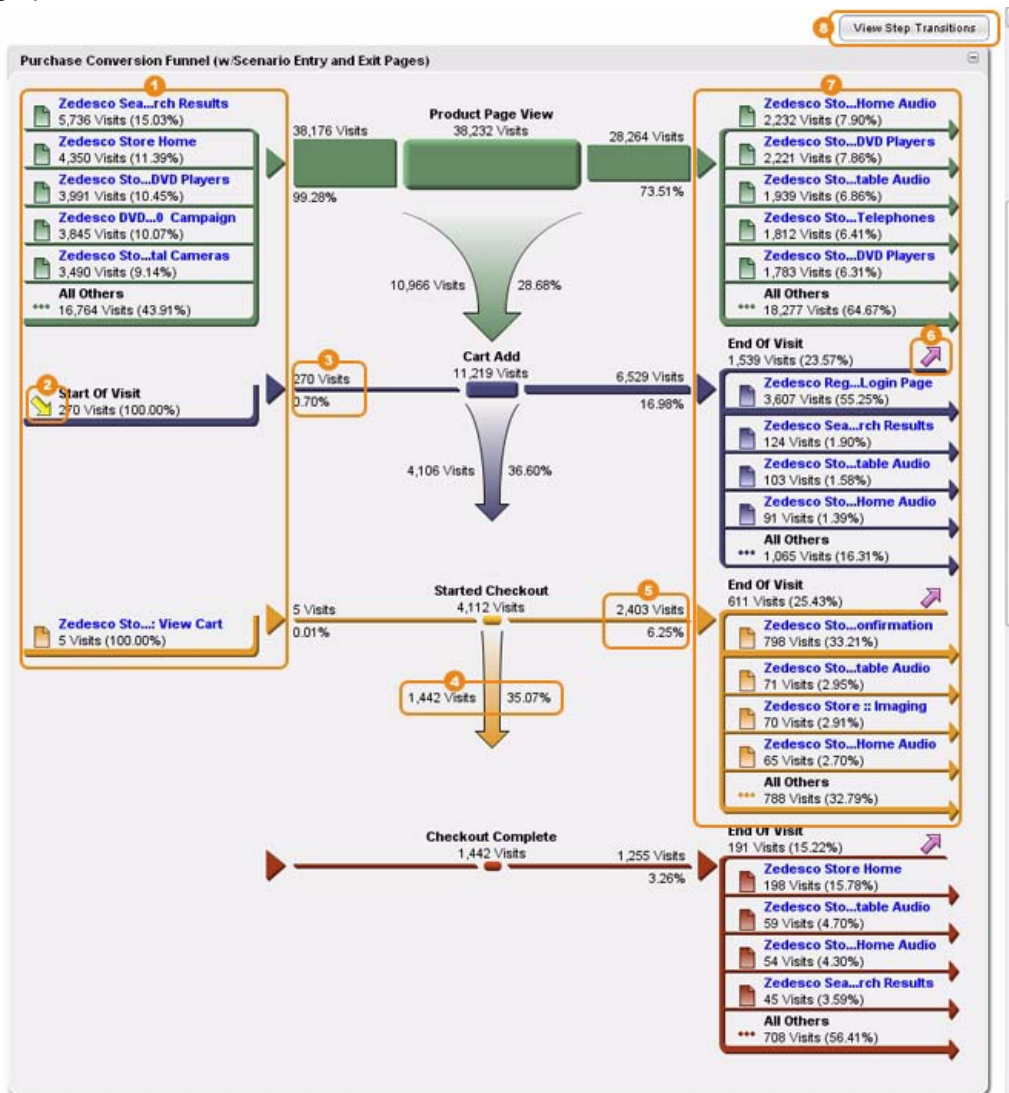 8 View Step Transitions
Purchase Conversion Funnel (w/Scenario Entry and Exit Pages)
1
Zedesco Sea...rch Results
5,736 Visits (15.03%)
Zedesco Store Home
4,350 Visits (11.39%)
Zedesco Sto...DVD Players
3,991 Visits (10.45%)
Zedesco DVD...0 Campaign
3,845 Visits (10.07%)
Zedesco Sto...tal Cameras
3,490 Visits (9.14%)
All Others
16,764 Visits (43.91%)
38,176 Visits
99.28%
Product Page View
38,232 Visits
28,264 Visits
73.51%
10,966 Visits 28.68%
7
Zedesco Sto...Home Audio
2,232 Visits (7.90%)
Zedesco Sto...DVD Players
2,221 Visits (7.86%)
Zedesco Sto...table Audio
1,939 Visits (6.86%)
Zedesco Sto...Telephones
1,812 Visits (6.41%)
Zedesco Sto...DVD Players
1,783 Visits (6.31%)
All Others
18,277 Visits (64.67%)
2
Start Of Visit
270 Visits (100.00%)
3
270 Visits
0.70%
Cart Add
11,219 Visits
6,529 Visits
16.98%
4,106 Visits 36.60%
6
End Of Visit
1,539 Visits (23.57%)
Zedesco Reg...Login Page
3,607 Visits (55.25%)
Zedesco Sea...rch Results
124 Visits (1.90%)
Zedesco Sto...table Audio
103 Visits (1.58%)
Zedesco Sto...Home Audio
91 Visits (1.39%)
All Others
1,065 Visits (16.31%)
Zedesco Sto...: View Cart
5 Visits (100.00%)
5 Visits
0.01%
Started Checkout
4,112 Visits
5
2,403 Visits
6.25%
4
1,442 Visits 35.07%
End Of Visit
611 Visits (25.43%)
Zedesco Sto...onfirmation
798 Visits (33.21%)
Zedesco Sto...table Audio
71 Visits (2.95%)
Zedesco Store :: Imaging
70 Visits (2.91%)
Zedesco Sto...Home Audio
65 Visits (2.70%)
All Others
788 Visits (32.79%)
Checkout Complete
1,442 Visits
1,255 Visits
3.26%
End Of Visit
191 Visits (15.22%)
Zedesco Store Home
198 Visits (15.78%)
Zedesco Sto...table Audio
59 Visits (4.70%)
Zedesco Sto...Home Audio
54 Visits (4.30%)
Zedesco Sea...rch Results
45 Visits (3.59%)
All Others
708 Visits (56.41%)